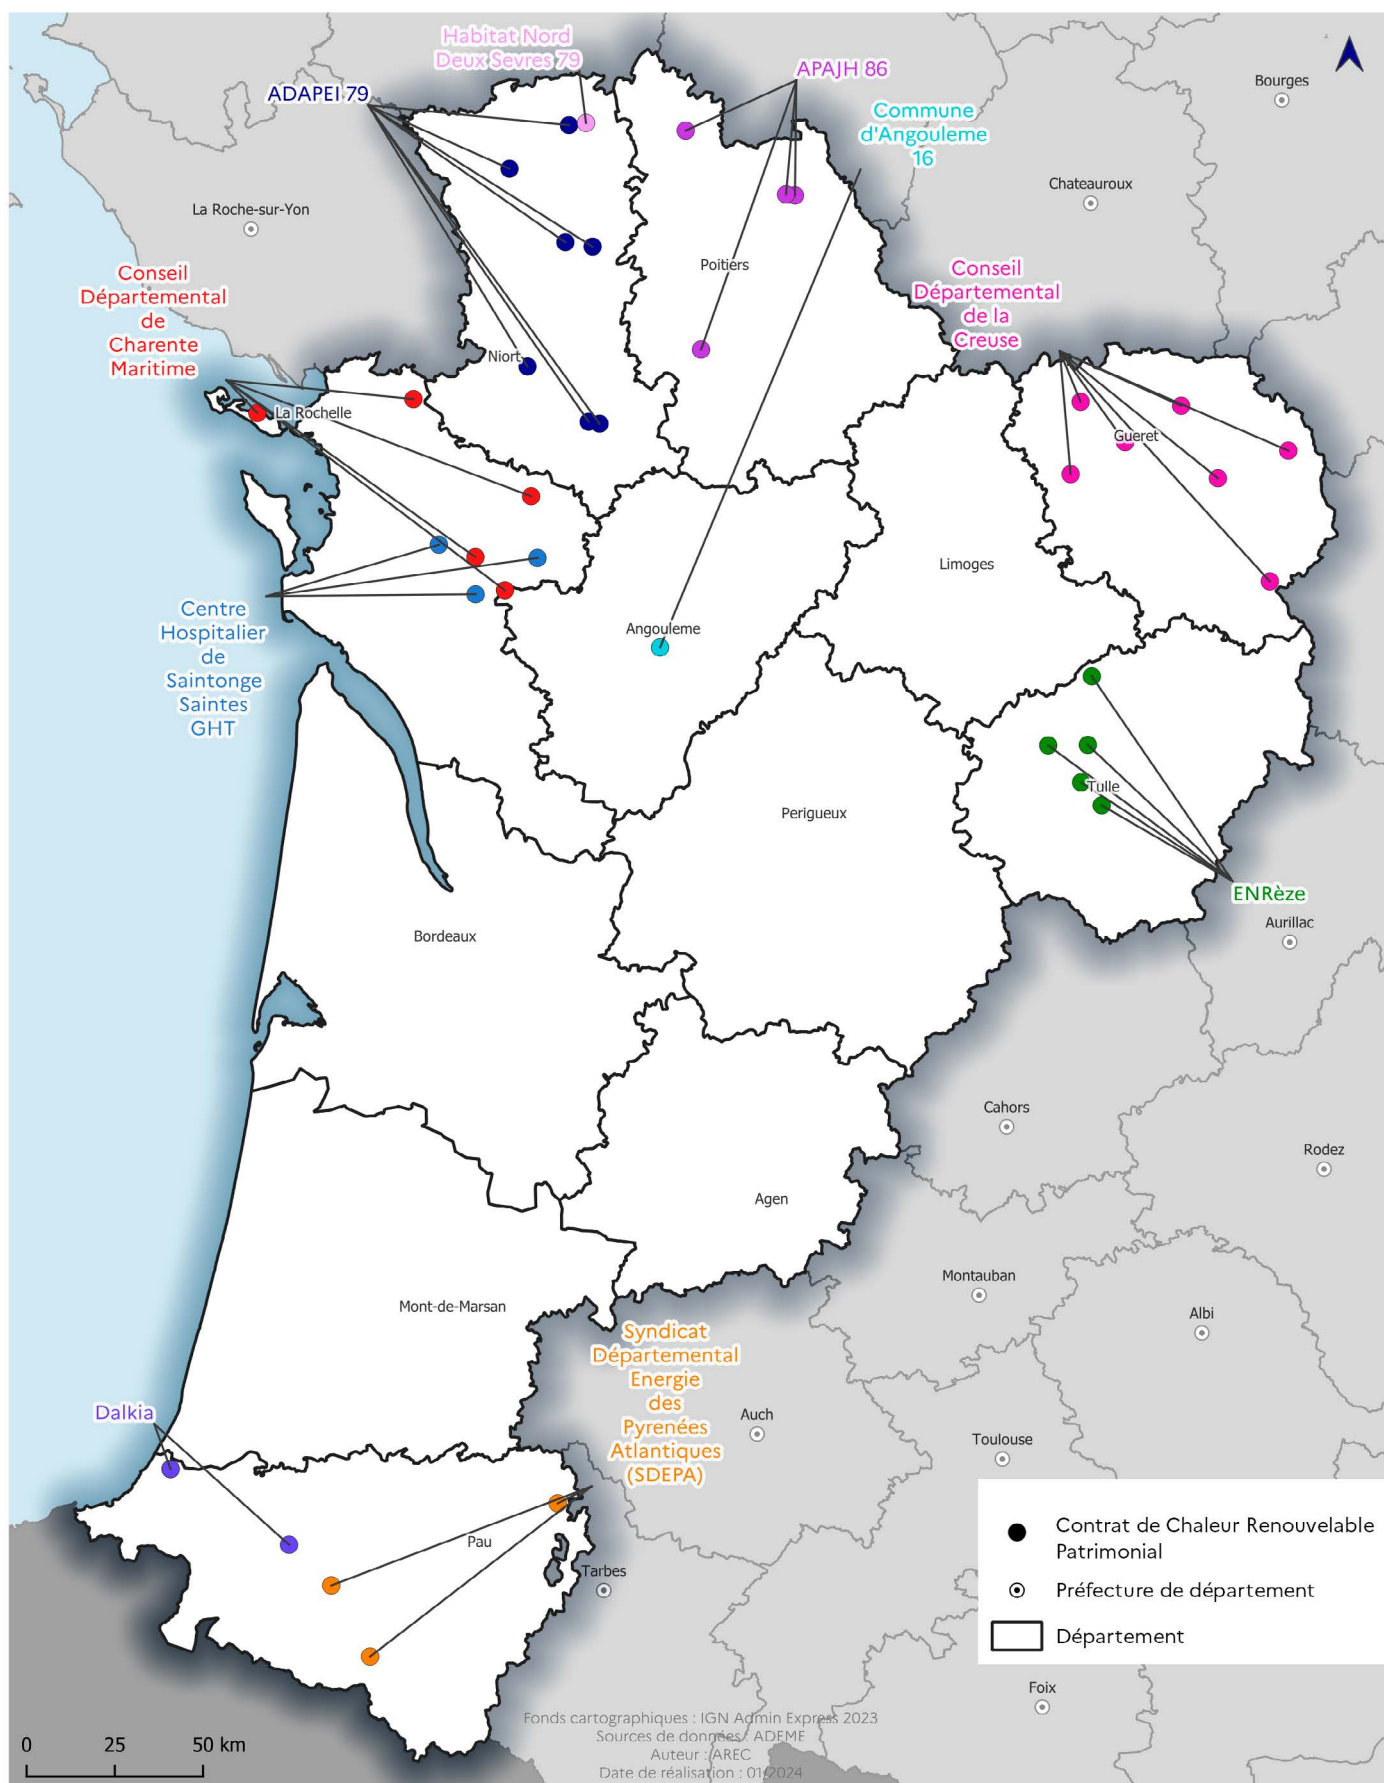 Habitat Nord
Deux Sevres 79
ADAPEI 79
APAJH 86
Bourges
Commune
d'Angouleme
16
Chateauroux
La Roche-sur-Yon
Conseil
Départemental
de
Charente
Maritime
Poitiers
Conseil
Départemental
de la
Creuse
Niort
La Rochelle
Gueret
Limoges
Centre
Hospitalier
de
Saintonge
Saintes
GHT
Angouleme
Tulle
Perigueux
ENRèze
Aurillac
Bordeaux
Cahors
Rodez
Agen
Montauban
Albi
Mont-de-Marsan
Syndicat
Départemental
Energie
des
Pyrenées
Atlantiques
(SDEPA)
Dalkia
Auch
Toulouse
Pau
Tarbes
Contrat de Chaleur Renouvelable
Patrimonial
Préfecture de département
Département
Foix
Fonds cartographiques : IGN Admin Express 2023
Sources de données : ADEME
Auteur : AREC
Date de réalisation : 01/2024
0 25 50 km